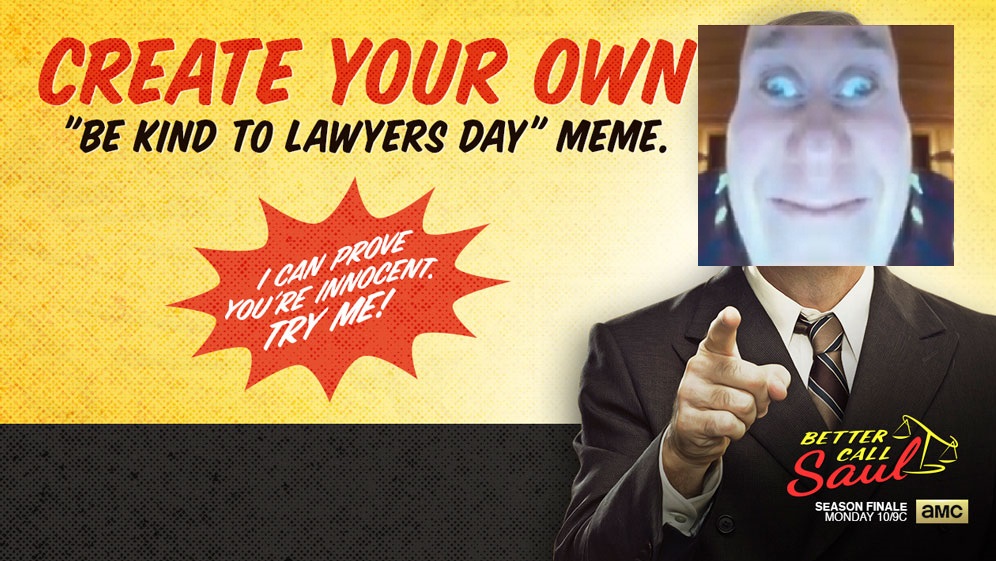 CREATE YOUR OWN
"BE KIND TO LAWYERS DAY" MEME.
I CAN PROVE
YOU'RE INNOCENT.
TRY ME!
BETTER
CALL
Saul
SEASON FINALE
MONDAY 10/9C
aMC